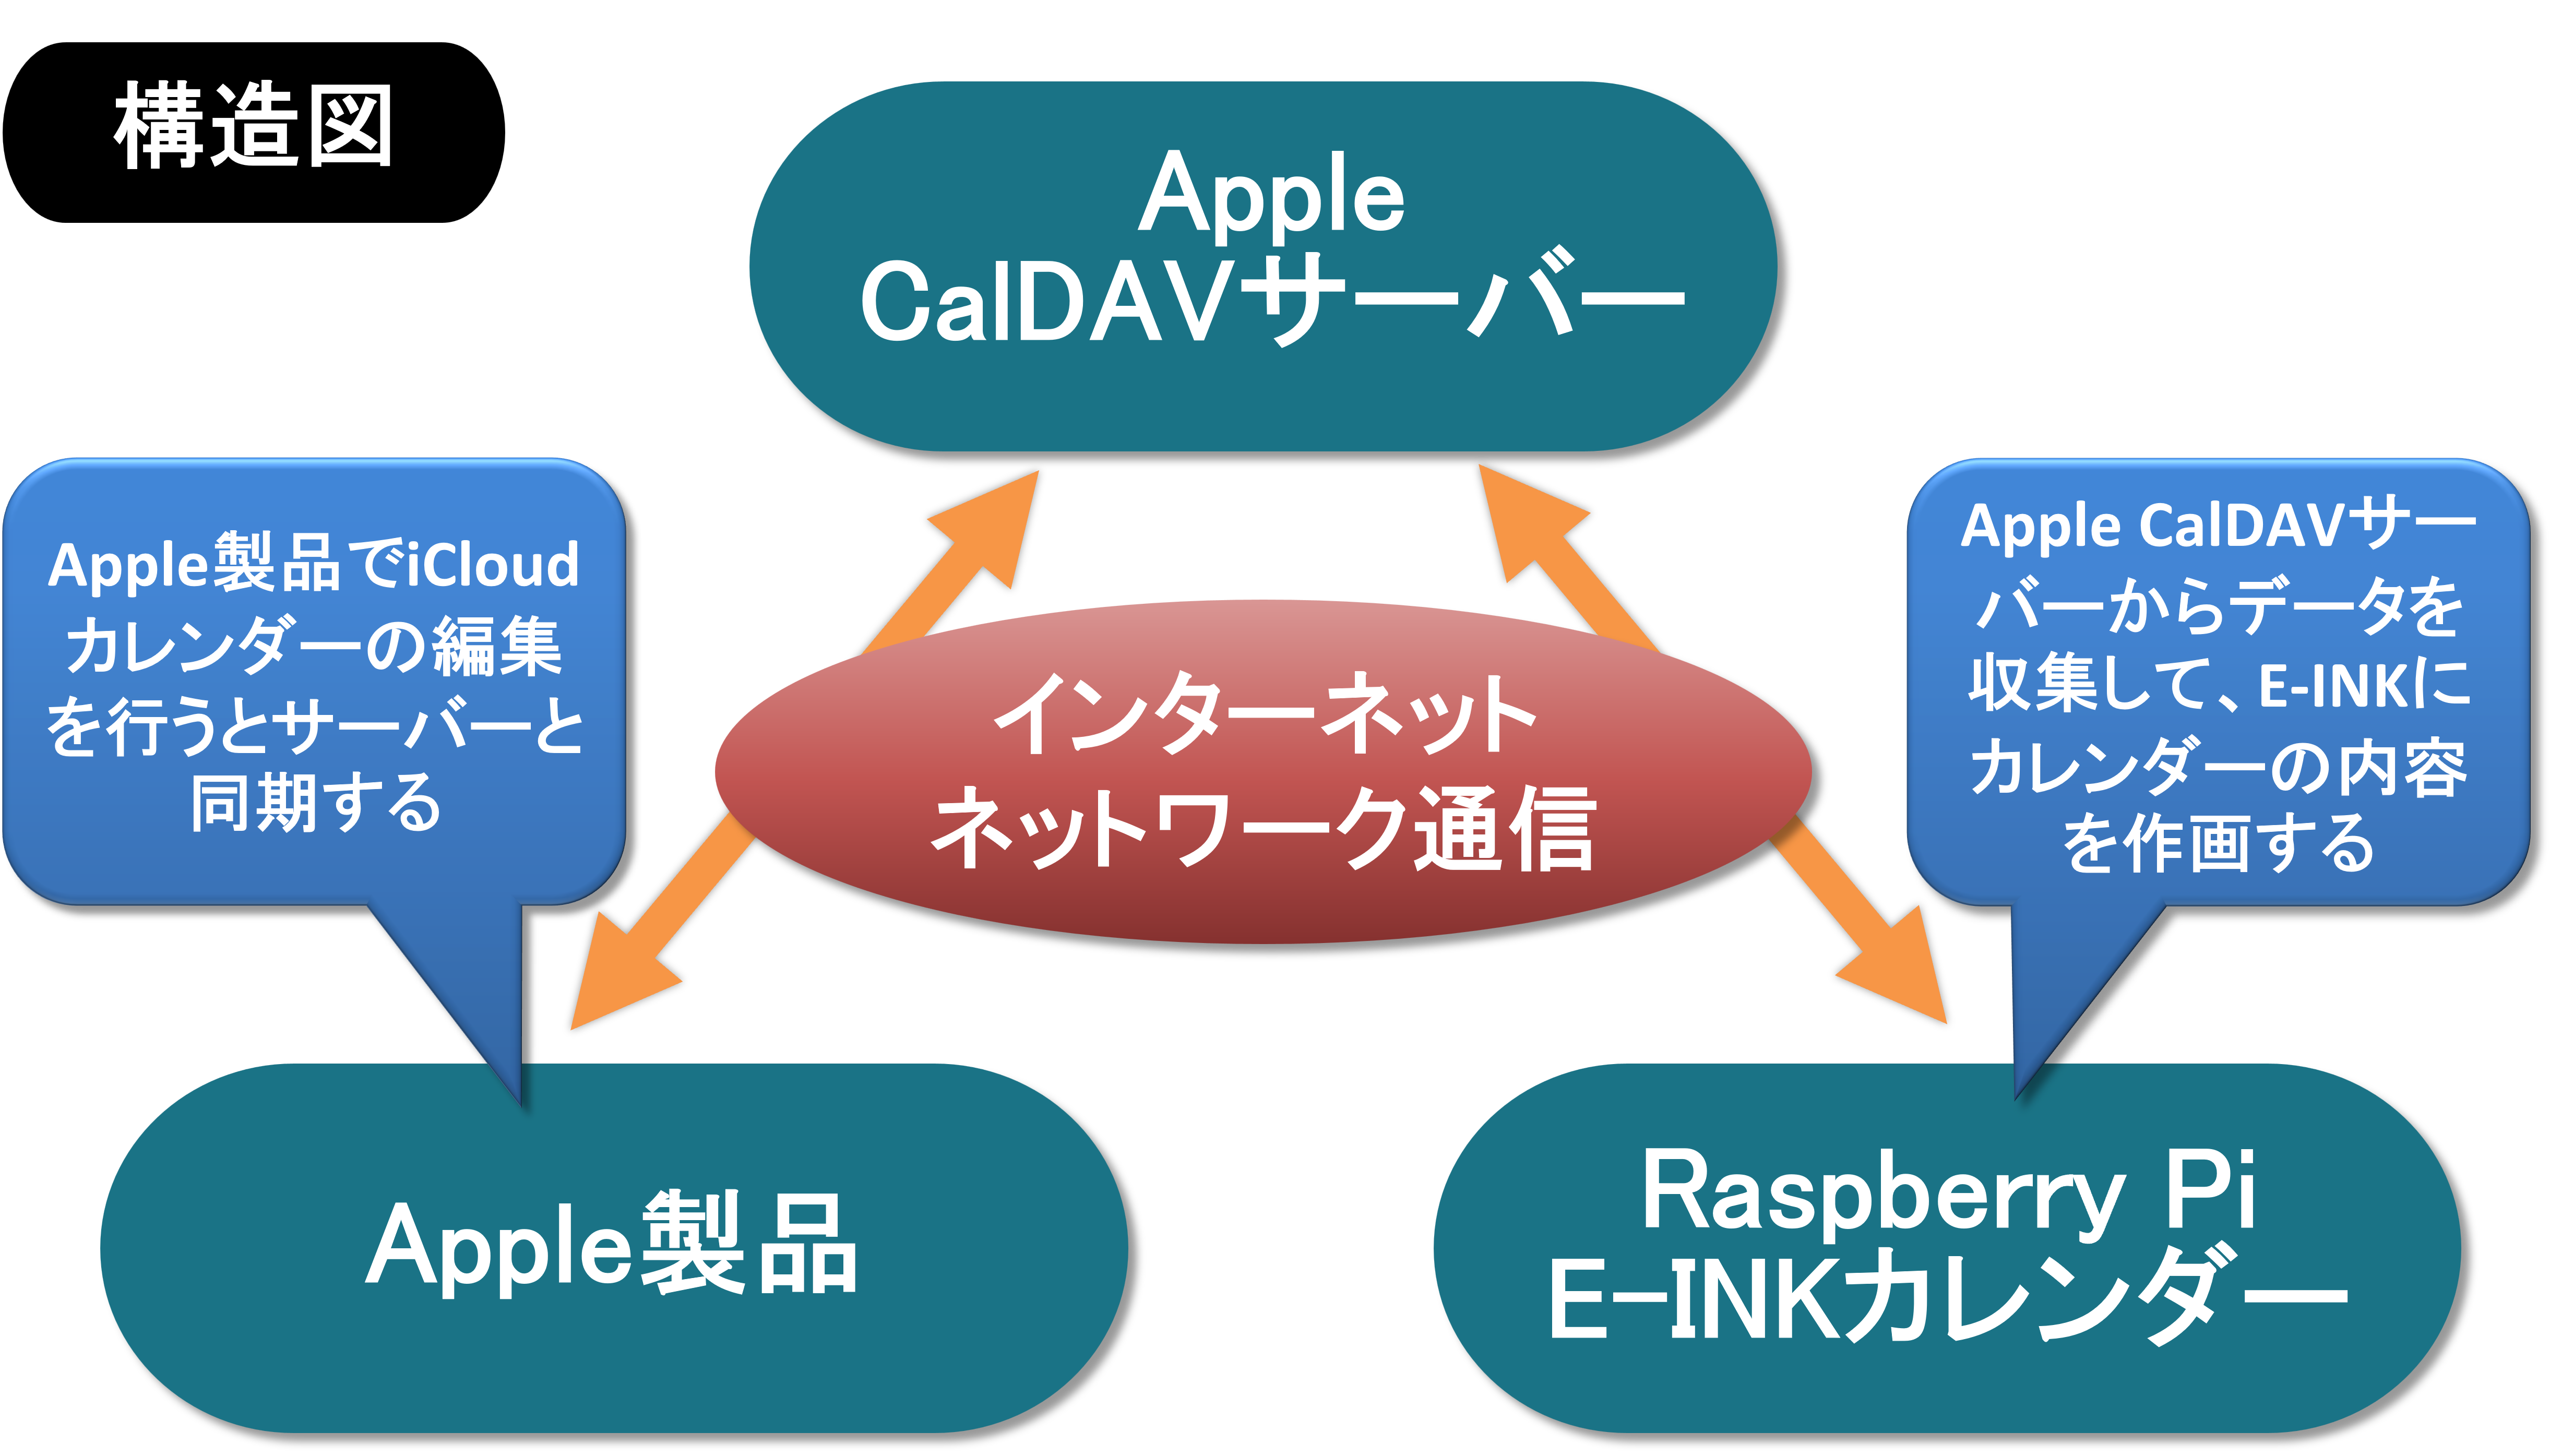 構造図
Apple
CalDAVサーバー
Apple製品でiCloud
カレンダーの編集
を行うとサーバーと
同期する
Apple CalDAVサー
バーからデータを
収集して、E-INKに
カレンダーの内容
を作画する
インターネット
ネットワーク通信
Apple製品
Raspberry Pi
E-INKカレンダー